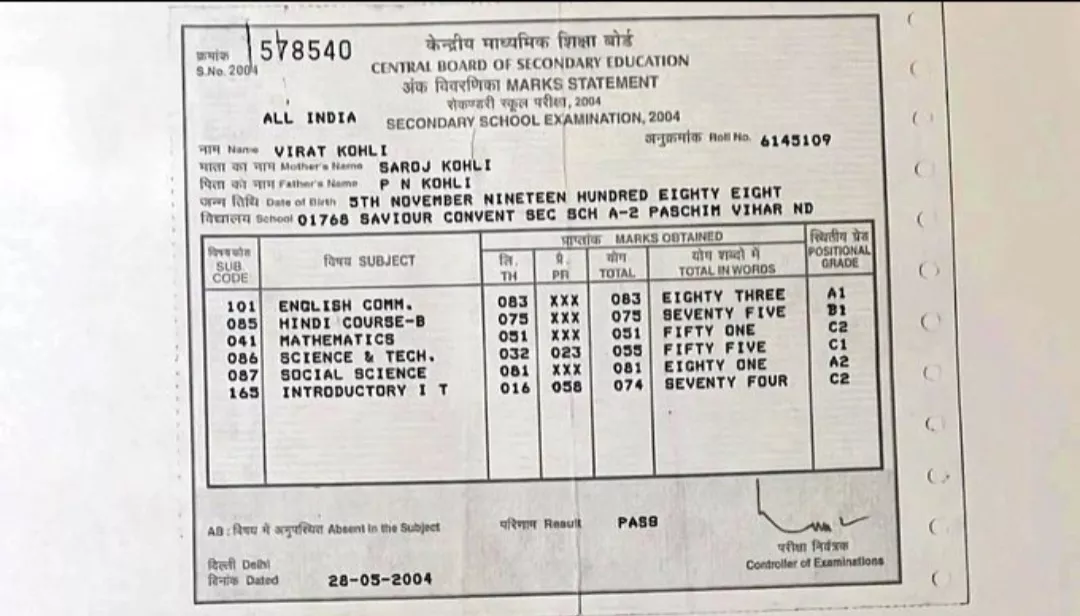 क्रमांक 1578540
S.No. 2004
केन्द्रीय माध्यमिक शिक्षा बोर्ड
CENTRAL BOARD OF SECONDARY EDUCATION
अंक विवरणिका MARKS STATEMENT
सेकण्डरी स्कूल परीक्षा, 2004
ALL INDIA SECONDARY SCHOOL EXAMINATION, 2004
अनुक्रमांक Roll No. 6145109
नाम Name VIRAT KOHLI
माता का नाम Mother's Name SAROJ KOHLI
पिता का नाम Father's Name P N KOHLI
जन्म तिथि Date of Birth 5TH NOVEMBER NINETEEN HUNDRED EIGHTY EIGHT
विद्यालय School 01768 SAVIOUR CONVENT SEC SCH A-2 PASCHIM VIHAR ND
विषय कोड SUB. CODE विषय SUBJECT प्राप्तांक MARKS OBTAINED स्थितीय ग्रेड POSITIONAL GRADE
लि. TH प्रे. PR योग TOTAL योग शब्दो में TOTAL IN WORDS
101 ENGLISH COMM. 083 XXX 083 EIGHTY THREE A1
085 HINDI COURSE-B 075 XXX 075 SEVENTY FIVE B1
041 MATHEMATICS 051 XXX 051 FIFTY ONE C2
086 SCIENCE & TECH. 032 023 055 FIFTY FIVE C1
087 SOCIAL SCIENCE 081 XXX 081 EIGHTY ONE A2
165 INTRODUCTORY I T 016 058 074 SEVENTY FOUR C2
AB : विषय में अनुपस्थित Absent in the Subject परिणाम Result PASS
परीक्षा नियंत्रक
Controller of Examinations
दिल्ली Delhi
दिनांक Dated 28-05-2004